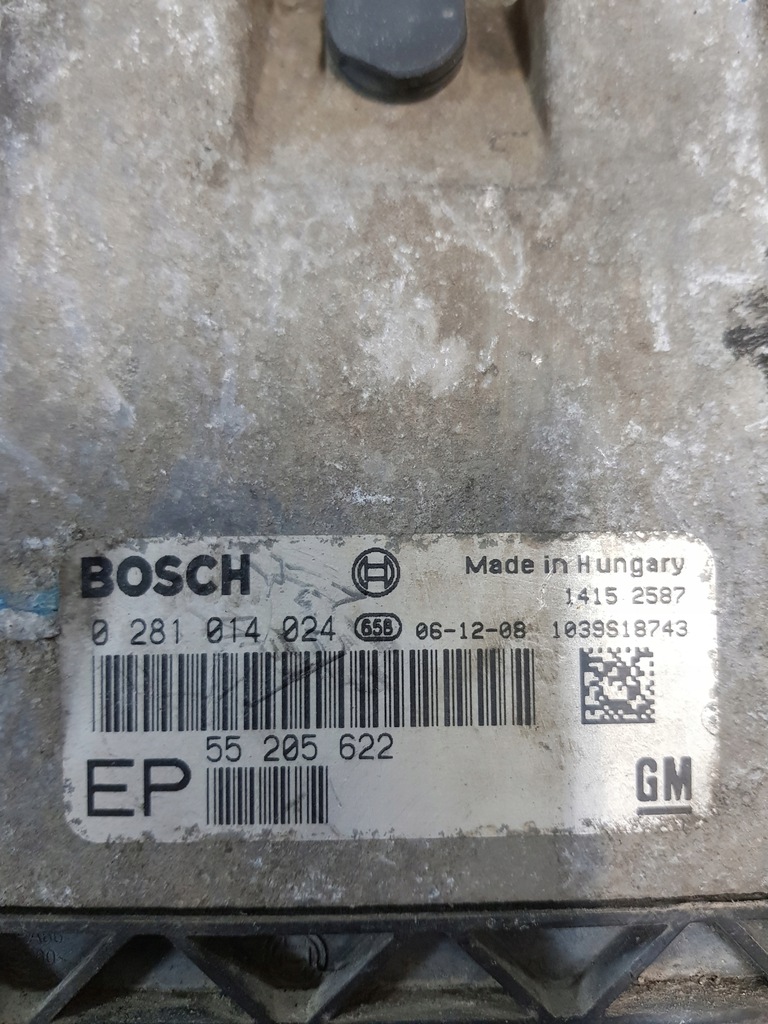 BOSCH
Made in Hungary
1415 2587
0 281 014 024 65B 06-12-08 1039S18743
55 205 622
EP
GM